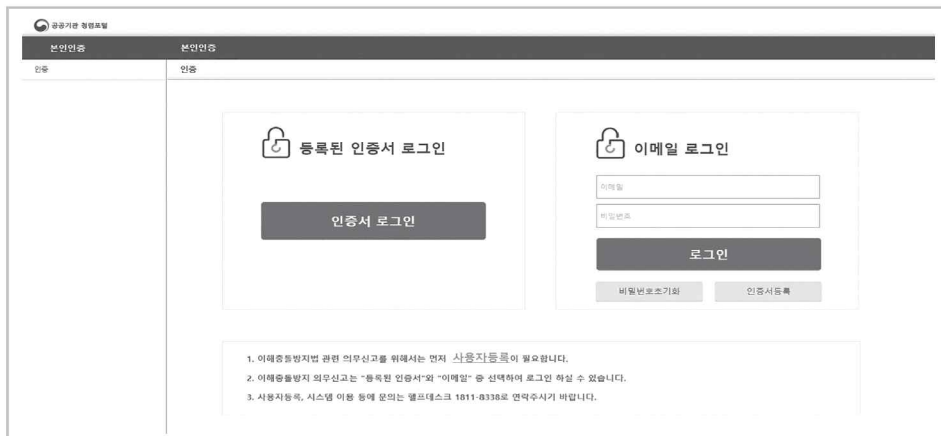 공공기관 청렴포털
본인인증 본인인증
인증 인증
등록된 인증서 로그인
인증서 로그인
이메일 로그인
이메일
비밀번호
로그인
비밀번호초기화 인증서등록
1. 이해충돌방지법 관련 의무신고를 위해서는 먼저 사용자등록이 필요합니다.
2. 이해충돌방지 의무신고는 "등록된 인증서"와 "이메일" 중 선택하여 로그인 하실 수 있습니다.
3. 사용자등록, 시스템 이용 등에 문의는 헬프데스크 1811-8338로 연락주시기 바랍니다.